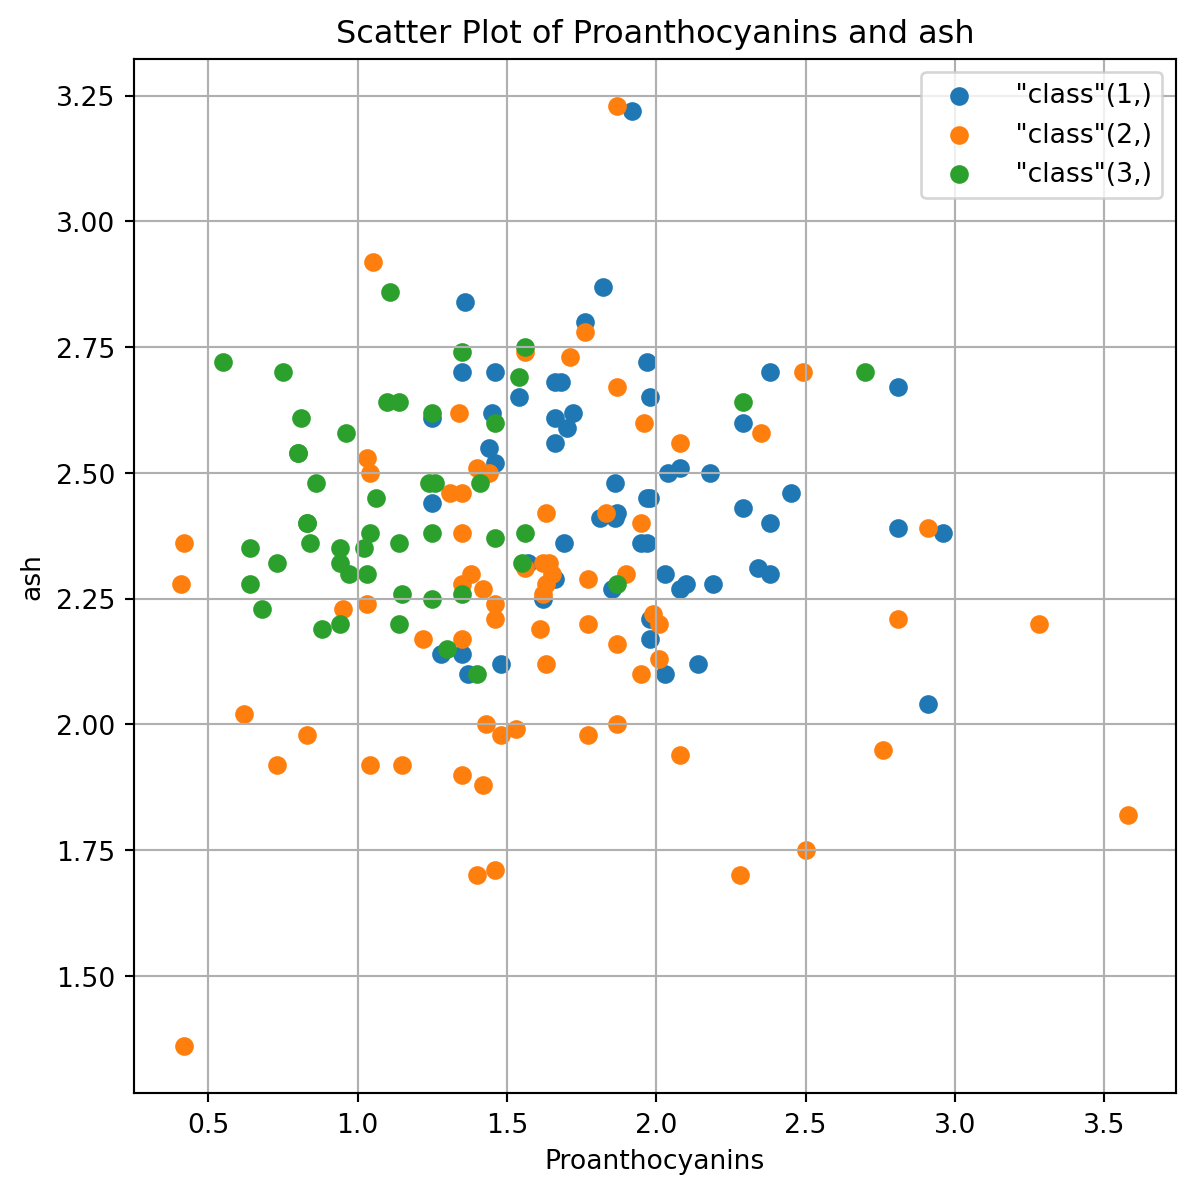 Scatter Plot of Proanthocyanins and ash
"class"(1,)
"class"(2,)
"class"(3,)
3.25
3.00
2.75
2.50
2.25
2.00
1.75
1.50
ash
0.5 1.0 1.5 2.0 2.5 3.0 3.5
Proanthocyanins